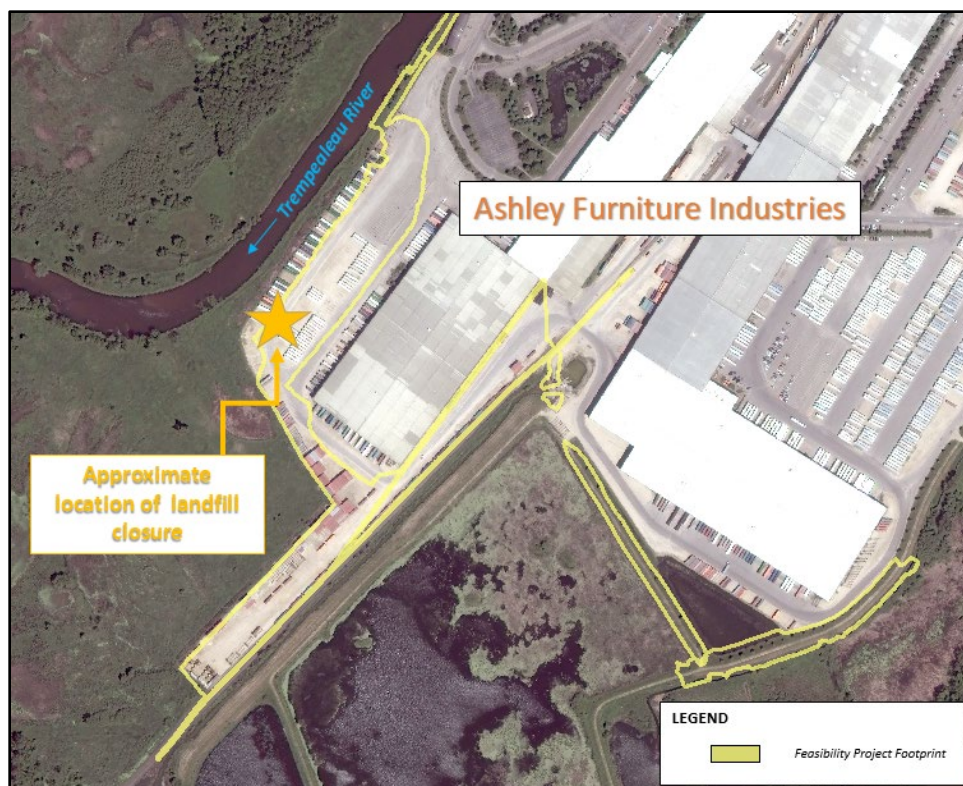 Trempealeau River
Ashley Furniture Industries
Approximate
location of landfill
closure
LEGEND
Feasibility Project Footprint